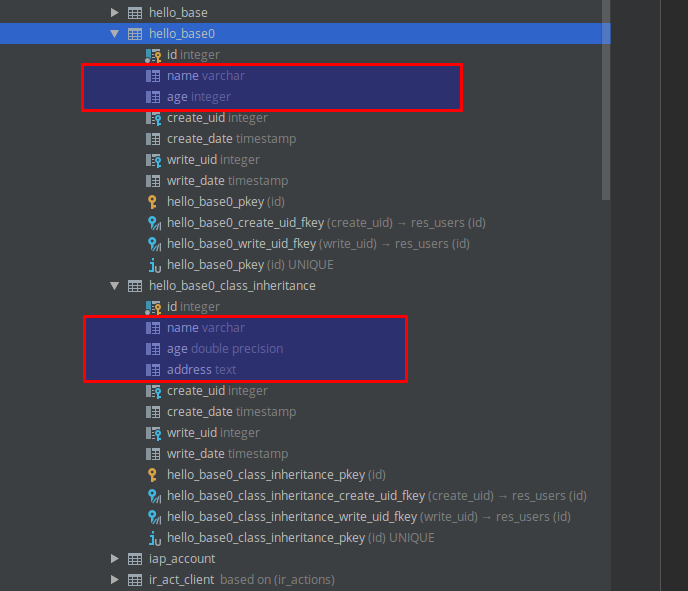 hello_base
hello_base0
id integer
name varchar
age integer
create_uid integer
create_date timestamp
write_uid integer
write_date timestamp
hello_base0_pkey (id)
hello_base0_create_uid_fkey (create_uid) → res_users (id)
hello_base0_write_uid_fkey (write_uid) → res_users (id)
hello_base0_pkey (id) UNIQUE
hello_base0_class_inheritance
id integer
name varchar
age double precision
address text
create_uid integer
create_date timestamp
write_uid integer
write_date timestamp
hello_base0_class_inheritance_pkey (id)
hello_base0_class_inheritance_create_uid_fkey (create_uid) → res_users (id)
hello_base0_class_inheritance_write_uid_fkey (write_uid) → res_users (id)
hello_base0_class_inheritance_pkey (id) UNIQUE
iap_account
ir_act_client based on (ir_actions)